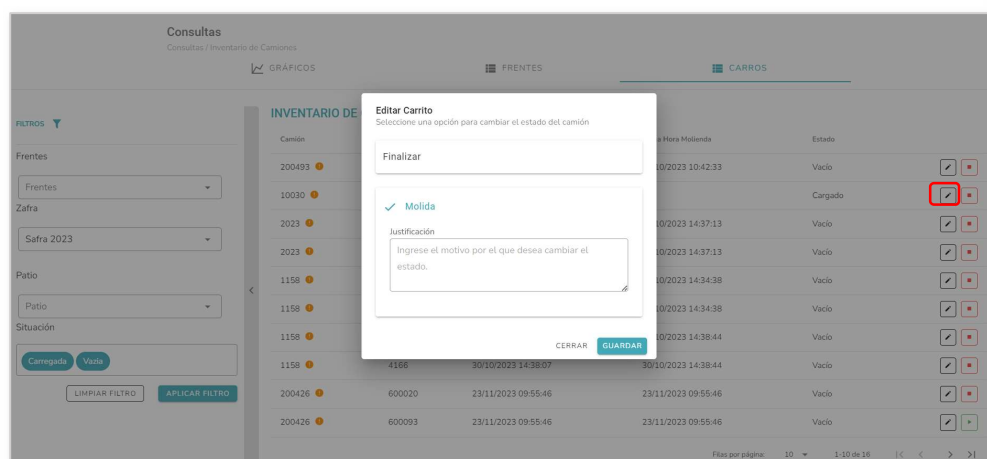 Consultas
Consultas / Inventario de Camiones
GRÁFICOS
FRENTES
CARROS
FILTROS
Frentes
Frentes
Zafra
Safra 2023
Patio
Patio
Situación
Carregada Vazia
LIMPIAR FILTRO APLICAR FILTRO
INVENTARIO DE
Editar Carrito
Seleccione una opción para cambiar el estado del camión
Finalizar
Molida
Justificación
Ingrese el motivo por el que desea cambiar el
estado.
CERRAR GUARDAR
Camión Hora Molienda Estado
200493 10/2023 10:42:33 Vacío
10030 Cargado
2023 10/2023 14:37:13 Vacío
2023 10/2023 14:37:13 Vacío
1158 10/2023 14:34:38 Vacío
1158 10/2023 14:34:38 Vacío
1158 10/2023 14:38:44 Vacío
1158 4166 30/10/2023 14:38:07 30/10/2023 14:38:44 Vacío
200426 600020 23/11/2023 09:55:46 23/11/2023 09:55:46 Vacío
200426 600093 23/11/2023 09:55:46 23/11/2023 09:55:46 Vacío
Filas por página: 10 1-10 de 16